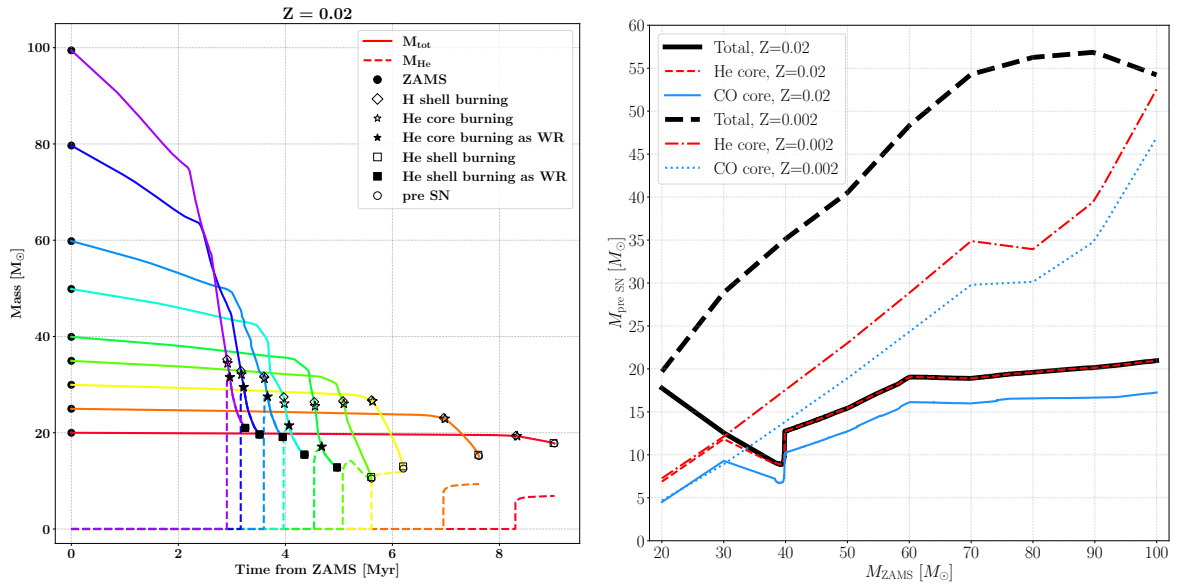 Z = 0.02
M_tot
M_He
ZAMS
H shell burning
He core burning
He core burning as WR
He shell burning
He shell burning as WR
pre SN
100
80
60
40
20
0
Mass [M⊙]
0 2 4 6 8
Time from ZAMS [Myr]
Total, Z=0.02
He core, Z=0.02
CO core, Z=0.02
Total, Z=0.002
He core, Z=0.002
CO core, Z=0.002
60
55
50
45
40
35
30
25
20
15
10
5
0
M_pre SN [M⊙]
20 30 40 50 60 70 80 90 100
M_ZAMS [M⊙]